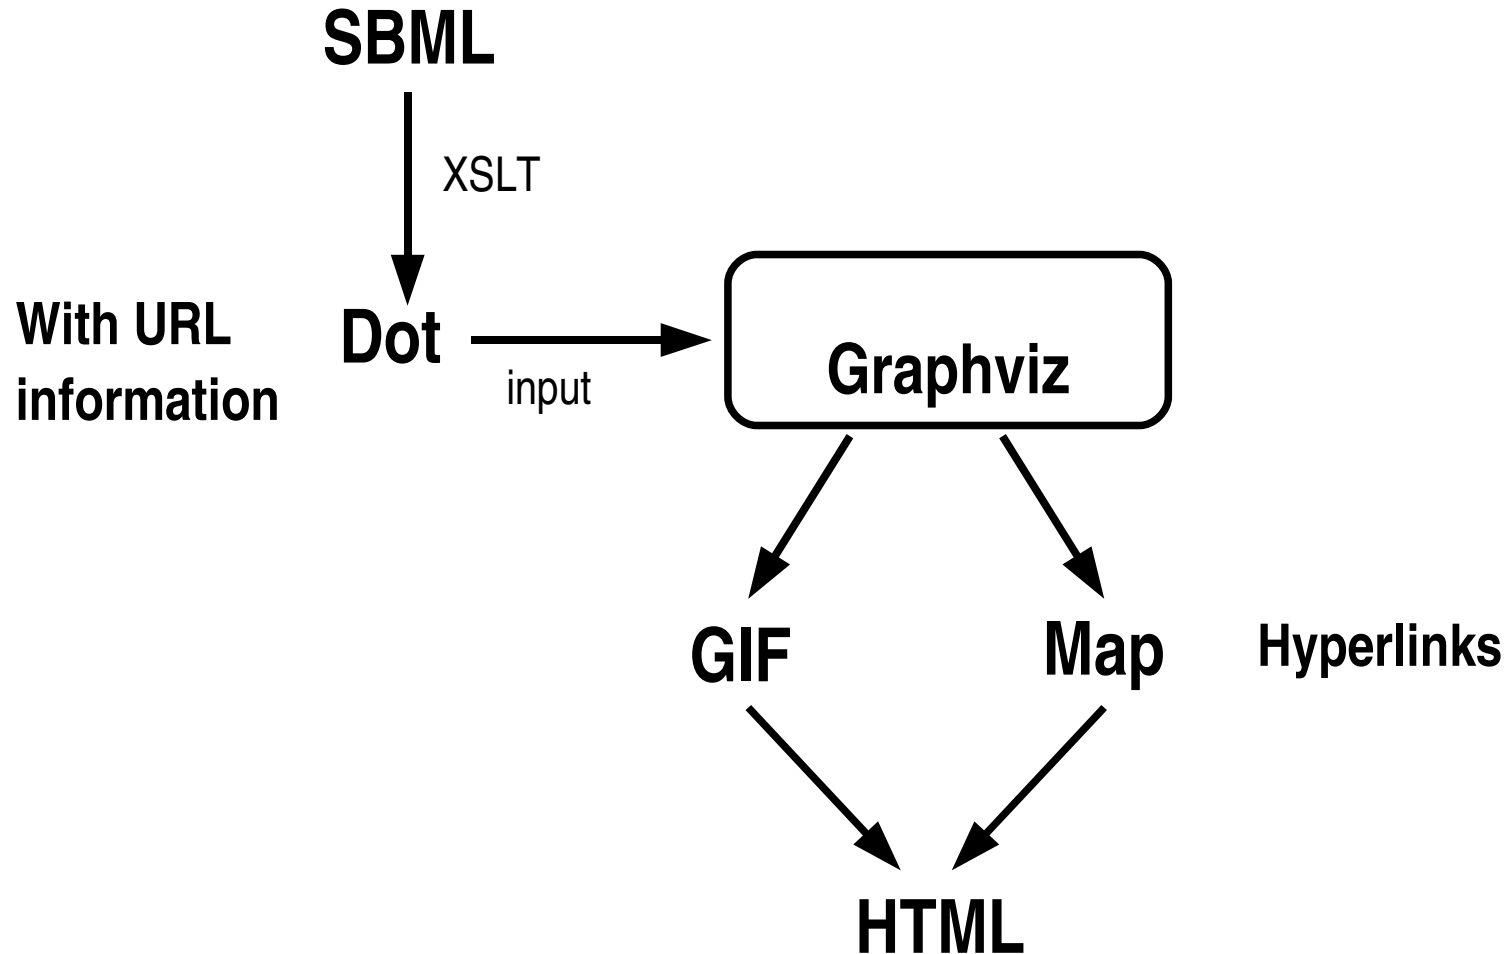 SBML
XSLT
With URL
information
Dot
input
Graphviz
GIF
Map
Hyperlinks
HTML